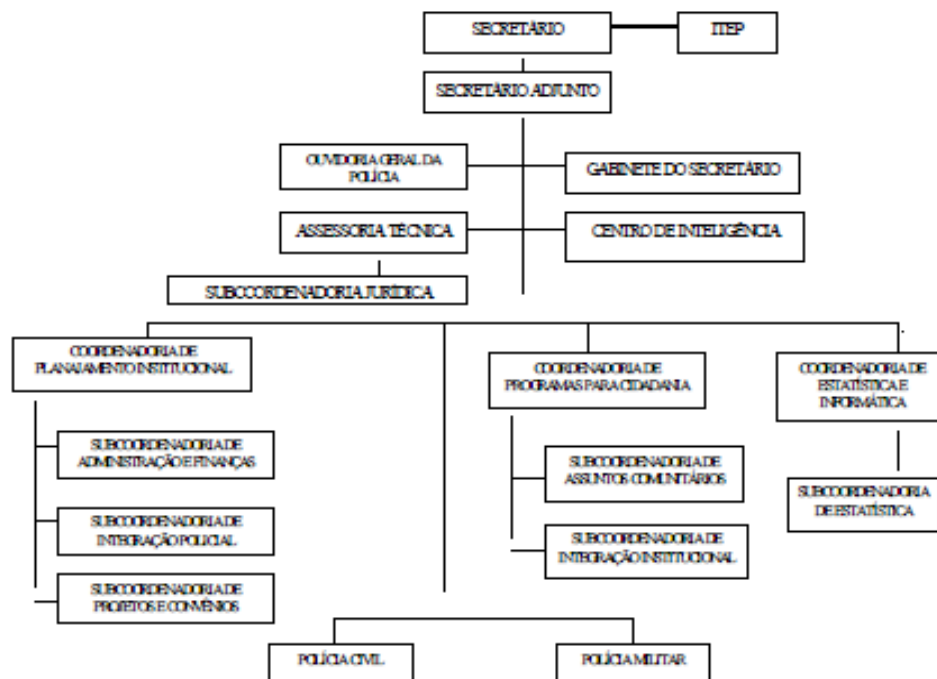 SECRETÁRIO
ITEP
SECRETÁRIO ADJUNTO
OUVIDORIA GERAL DA
POLÍCIA
GABINETE DO SECRETÁRIO
ASSESSORIA TÉCNICA
CENTRO DE INTELIGÊNCIA
SUBCOORDENADORIA JURÍDICA
COORDENADORIA DE
PLANAJAMENTO INSTITUCIONAL
COORDENADORIA DE
PROGRAMAS PARA CIDADANIA
COORDENADORIA DE
ESTATÍSTICA E
INFORMÁTICA
SUBCOORDENADORIA DE
ADMINISTRAÇÃO E FINANÇAS
SUBCOORDENADORIA DE
ASSUNTOS COMUNITÁRIOS
SUBCOORDENADORIA
DE ESTATÍSTICA
SUBCOORDENADORIA DE
INTEGRAÇÃO POLICIAL
SUBCOORDENADORIA DE
INTEGRAÇÃO INSTITUCIONAL
SUBCOORDENADORIA DE
PROJETOS E CONVÊNIOS
POLÍCIA CIVIL
POLÍCIA MILITAR